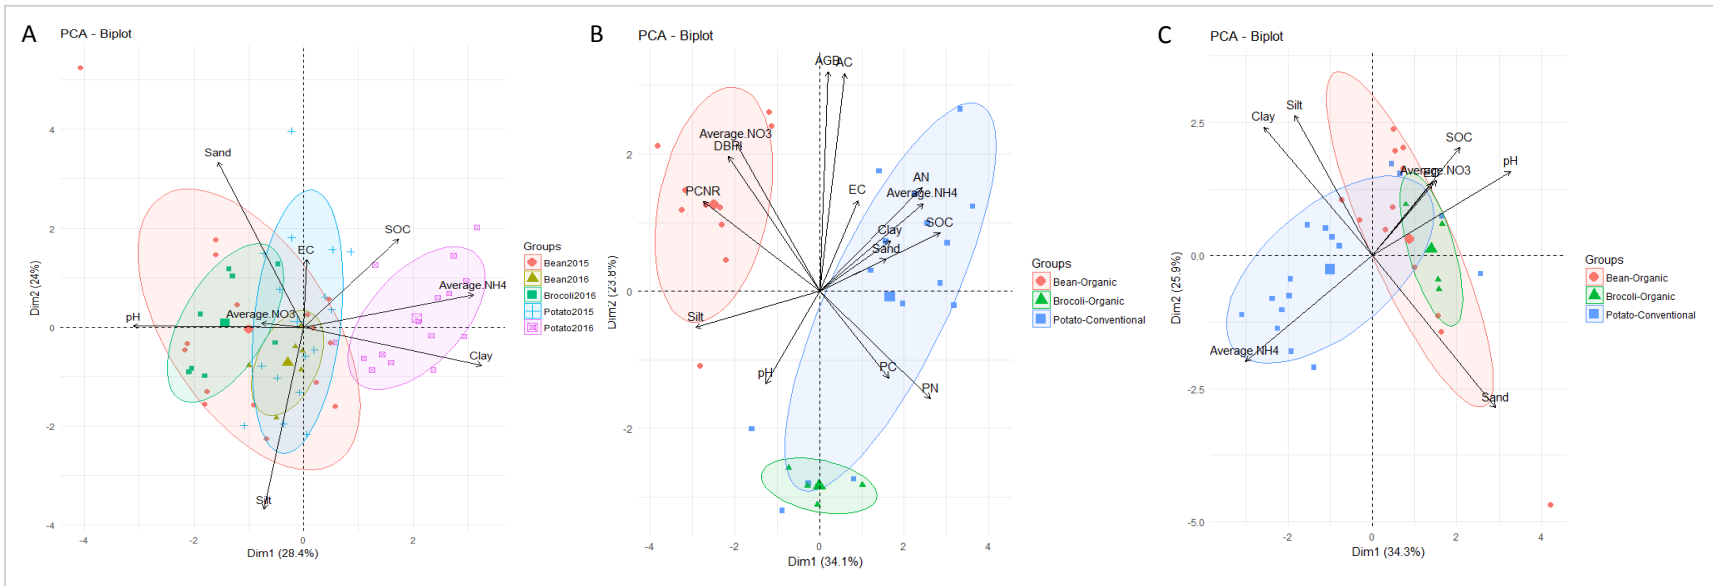 A
PCA - Biplot
Dim2 (24%)
4
2
0
-2
-4
-4
-2
0
2
Dim1 (28.4%)
Sand
SOC
EC
Average.NH4
Average.NO3
pH
Clay
Silt
Groups
Bean2015
Bean2016
Brocoli2016
Potato2015
Potato2016
B
PCA - Biplot
Dim2 (23.8%)
2
0
-2
-4
-2
0
2
4
Dim1 (34.1%)
AGB
AC
Average.NO3
DBH
PCNR
EC
AN
Average.NH4
SOC
Clay
Sand
Silt
pH
PC
PN
Groups
Bean-Organic
Brocoli-Organic
Potato-Conventional
C
PCA - Biplot
Dim2 (25.9%)
2.5
0.0
-2.5
-5.0
-4
-2
0
2
4
Dim1 (34.3%)
Silt
Clay
SOC
pH
Average.NO3
EC
Average.NH4
Sand
Groups
Bean-Organic
Brocoli-Organic
Potato-Conventional